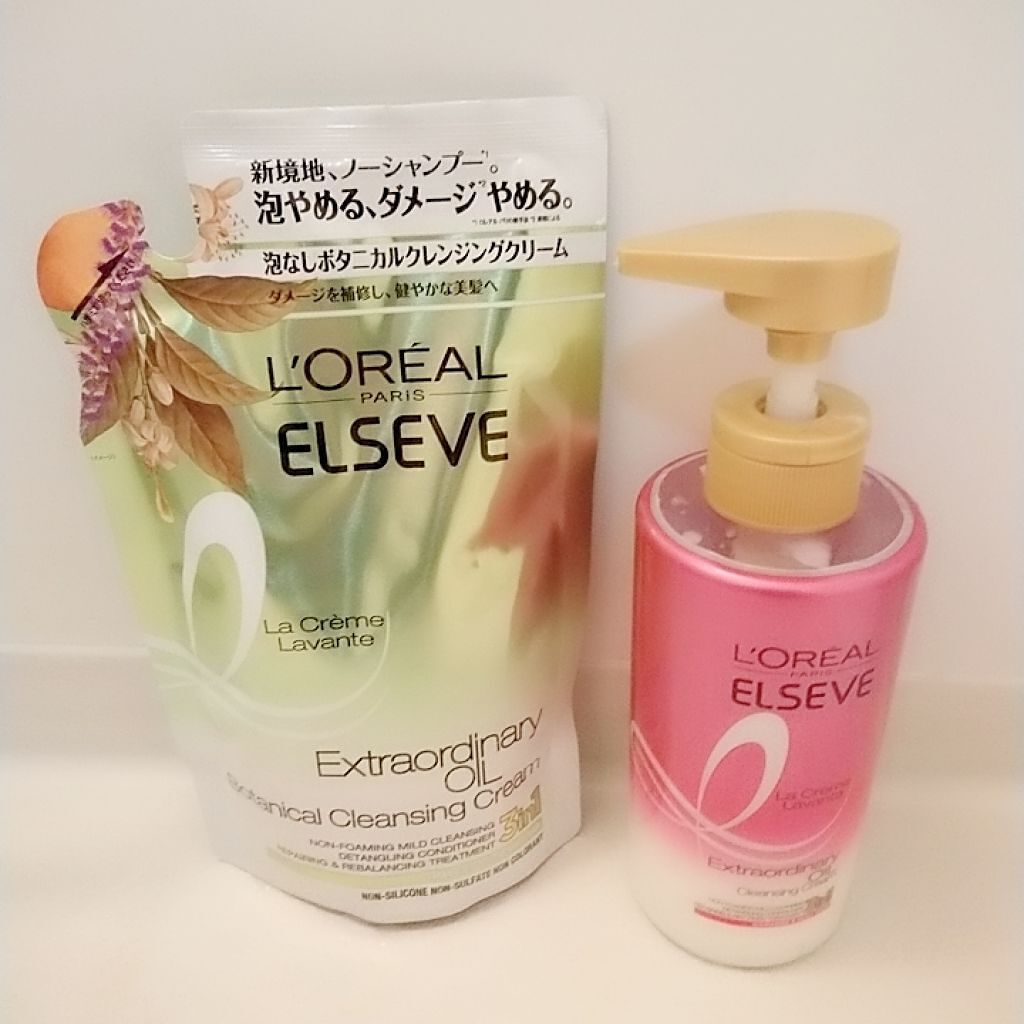 新境地、ノーシャンプー*¹。
泡やめる、ダメージ*²やめる。
泡なしボタニカルクレンジングクリーム
ダメージを補修し、健やかな美髪へ
L'ORÉAL
PARIS
ELSEVE
La Crème
Lavante
Extraordinary
OIL
Botanical Cleansing Cream
NON-FOAMING MILD CLEANSING
DETANGLING CONDITIONER
REPAIRING & REBALANCING TREATMENT
3in1
NON-SILICONE NON-SULFATE NON COLORANT
L'ORÉAL
PARIS
ELSEVE
La Crème
Lavante
Extraordinary
OIL
Cleansing Cream